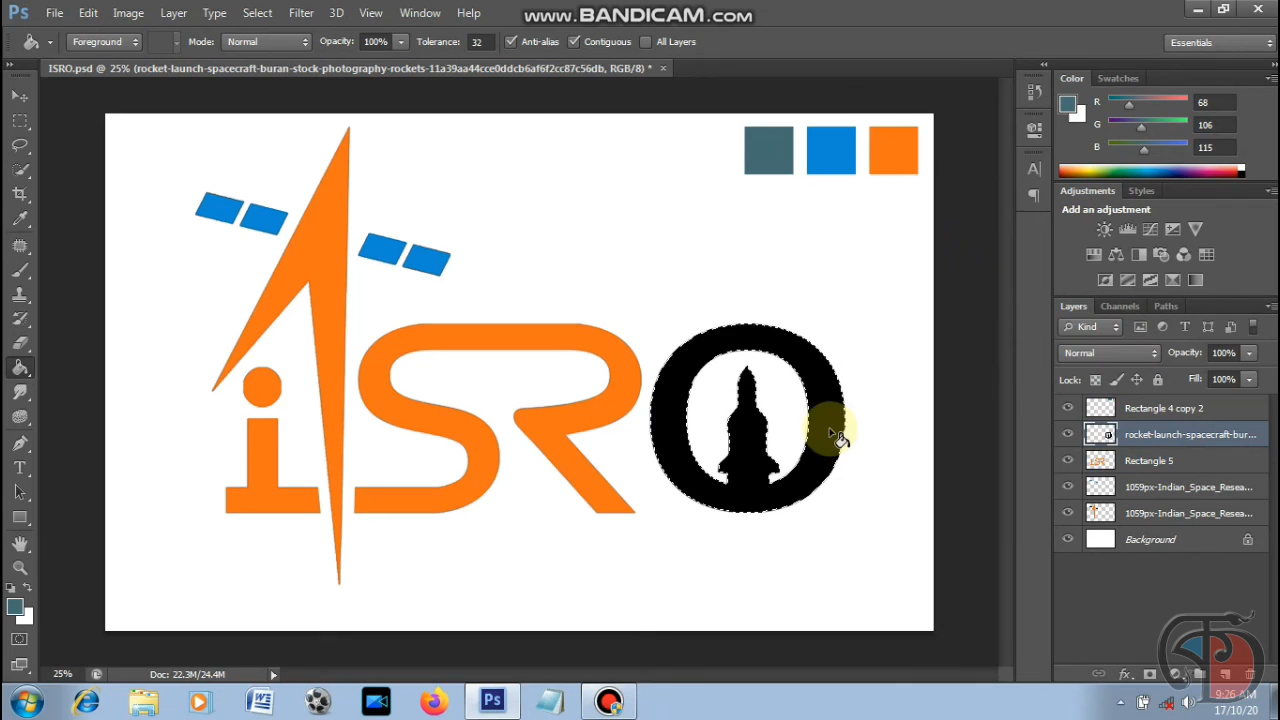 www.BANDICAM.com
Ps File Edit Image Layer Type Select Filter 3D View Window Help
Foreground Mode: Normal Opacity: 100% Tolerance: 32 Anti-alias Contiguous All Layers Essentials
ISRO.psd @ 25% (rocket-launch-spacecraft-buran-stock-photography-rockets-11a39aa44cce0ddcb6af6f2cc87c56db, RGB/8) *
Color Swatches
R 68
G 106
B 115
Adjustments Styles
Add an adjustment
Layers Channels Paths
Kind
Normal Opacity: 100%
Lock: Fill: 100%
Rectangle 4 copy 2
rocket-launch-spacecraft-bur...
Rectangle 5
1059px-Indian_Space_Resea...
1059px-Indian_Space_Resea...
Background
iSRO
25% Doc: 22.3M/24.4M
Ps
9:26 AM
17/10/20